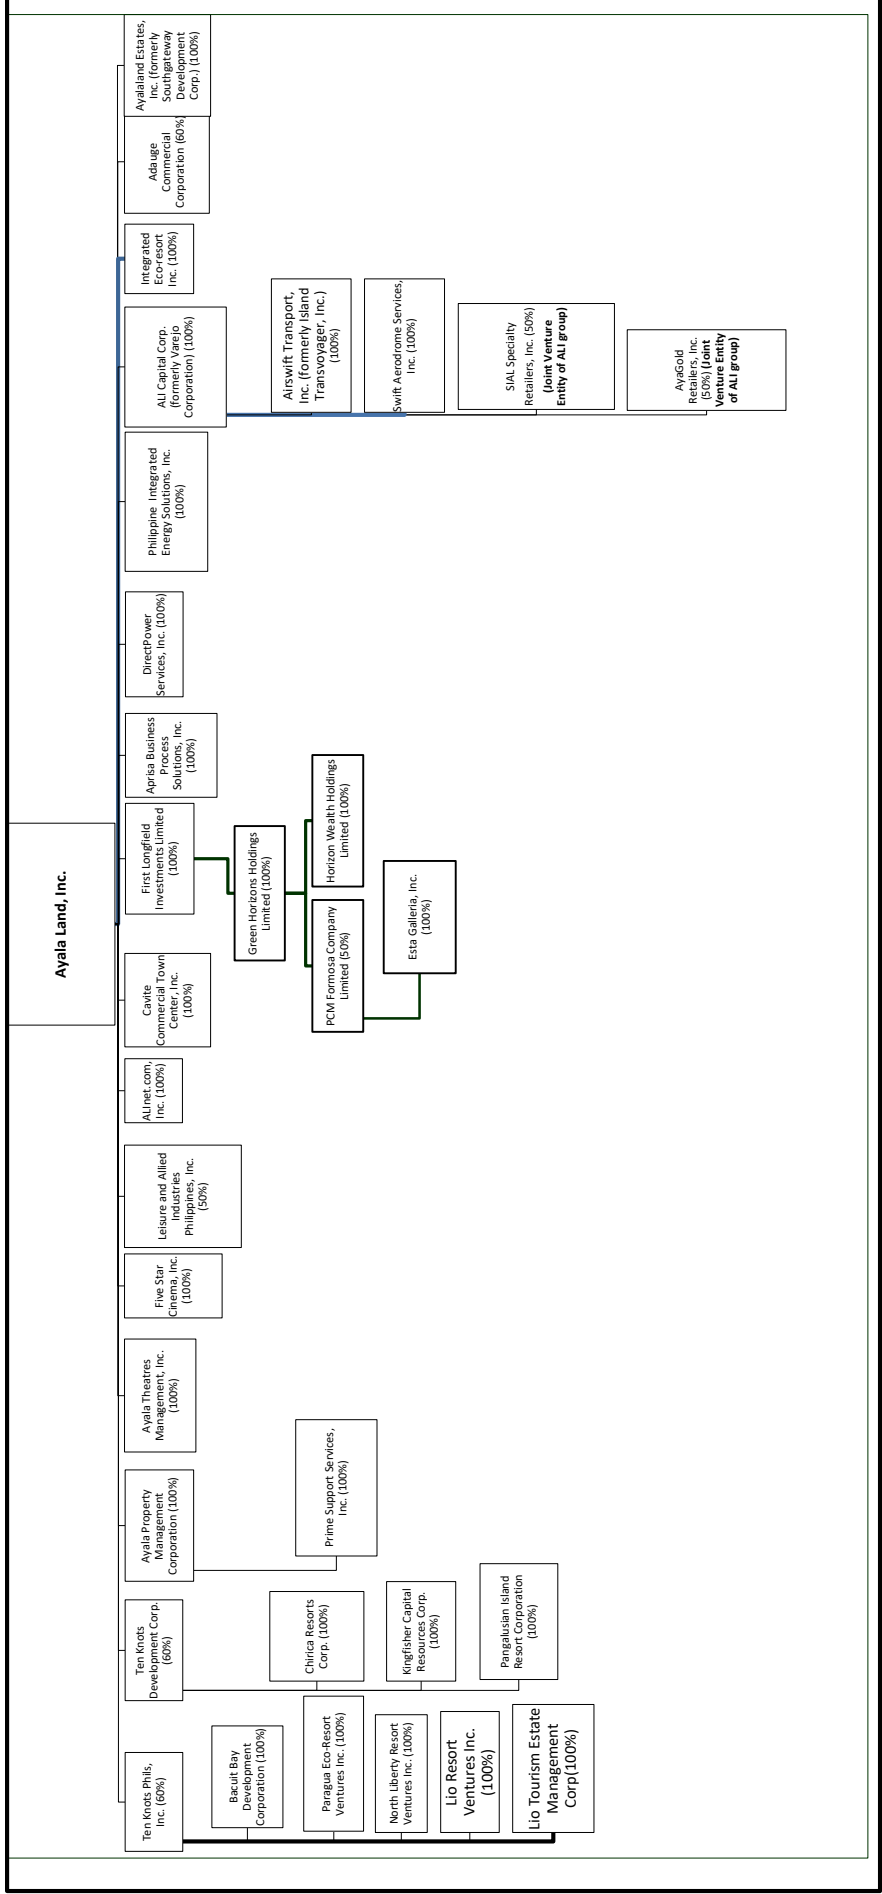 Ayala Land, Inc.
Ten Knots Phils,
Inc. (60%)
Bacuit Bay
Development
Corporation (100%)
Paragua Eco-Resort
Ventures Inc. (100%)
North Liberty Resort
Ventures Inc. (100%)
Lio Resort
Ventures Inc.
(100%)
Lio Tourism Estate
Management
Corp(100%)
Ten Knots
Development Corp.
(60%)
Chirica Resorts
Corp. (100%)
Kingfisher Capital
Resources Corp.
(100%)
Pangalusian Island
Resort Corporation
(100%)
Ayala Property
Management
Corporation (100%)
Prime Support Services,
Inc. (100%)
Ayala Theatres
Management, Inc.
(100%)
Five Star
Cinema, Inc.
(100%)
Leisure and Allied
Industries
Philippines, Inc.
(50%)
ALInet.com,
Inc. (100%)
Cavite
Commercial Town
Center, Inc.
(100%)
First Longfield
Investments Limited
(100%)
Green Horizons Holdings
Limited (100%)
PCM Formosa Company
Limited (50%)
Esta Galleria, Inc.
(100%)
Horizon Wealth Holdings
Limited (100%)
Aprisa Business
Process
Solutions, Inc.
(100%)
DirectPower
Services, Inc. (100%)
Philippine Integrated
Energy Solutions, Inc.
(100%)
ALI Capital Corp.
(formerly Varejo
Corporation) (100%)
Airswift Transport,
Inc. (formerly Island
Transvoyager, Inc.)
(100%)
Swift Aerodrome Services,
Inc. (100%)
SIAL Specialty
Retailers, Inc. (50%)
(Joint Venture
Entity of ALI group)
AyaGold
Retailers, Inc.
(50%) (Joint
Venture Entity
of ALI group)
Integrated
Eco-resort
Inc. (100%)
Adauge
Commercial
Corporation (60%)
Ayalaland Estates,
Inc. (formerly
Southgateway
Development
Corp.) (100%)